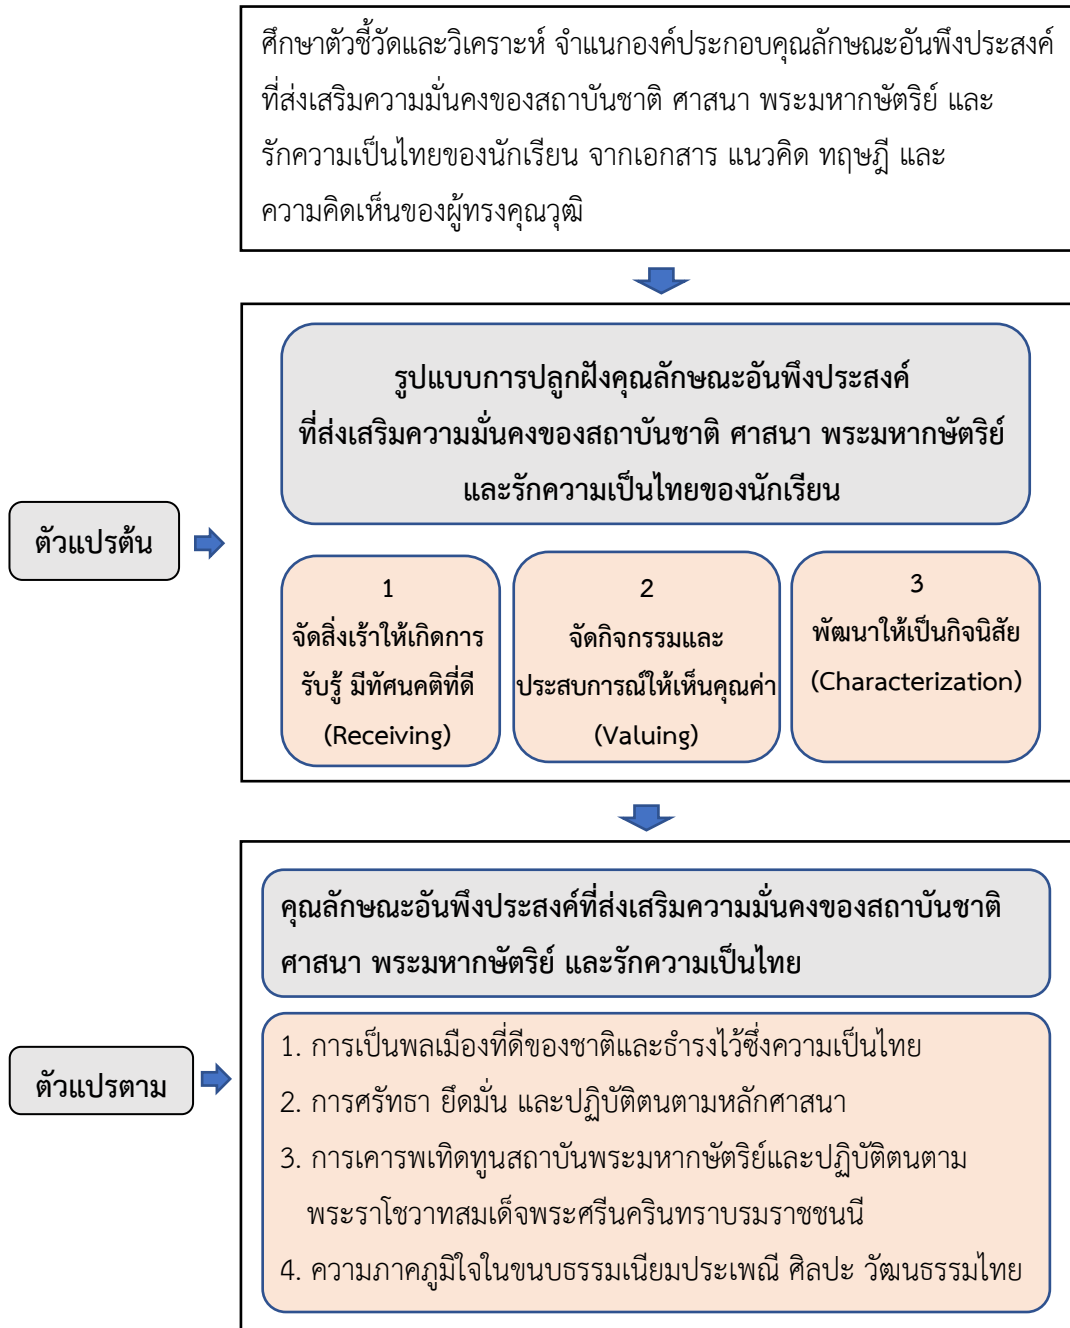 ศึกษาตัวชี้วัดและวิเคราะห์ จำแนกองค์ประกอบคุณลักษณะอันพึงประสงค์
ที่ส่งเสริมความมั่นคงของสถาบันชาติ ศาสนา พระมหากษัตริย์ และ
รักความเป็นไทยของนักเรียน จากเอกสาร แนวคิด ทฤษฎี และ
ความคิดเห็นของผู้ทรงคุณวุฒิ
รูปแบบการปลูกฝังคุณลักษณะอันพึงประสงค์
ที่ส่งเสริมความมั่นคงของสถาบันชาติ ศาสนา พระมหากษัตริย์
และรักความเป็นไทยของนักเรียน
ตัวแปรต้น
1
จัดสิ่งเร้าให้เกิดการ
รับรู้ มีทัศนคติที่ดี
(Receiving)
2
จัดกิจกรรมและ
ประสบการณ์ให้เห็นคุณค่า
(Valuing)
3
พัฒนาให้เป็นกิจนิสัย
(Characterization)
คุณลักษณะอันพึงประสงค์ที่ส่งเสริมความมั่นคงของสถาบันชาติ
ศาสนา พระมหากษัตริย์ และรักความเป็นไทย
ตัวแปรตาม
1. การเป็นพลเมืองที่ดีของชาติและธำรงไว้ซึ่งความเป็นไทย
2. การศรัทธา ยึดมั่น และปฏิบัติตนตามหลักศาสนา
3. การเคารพเทิดทูนสถาบันพระมหากษัตริย์และปฏิบัติตนตาม
พระราโชวาทสมเด็จพระศรีนครินทราบรมราชชนนี
4. ความภาคภูมิใจในขนบธรรมเนียมประเพณี ศิลปะ วัฒนธรรมไทย